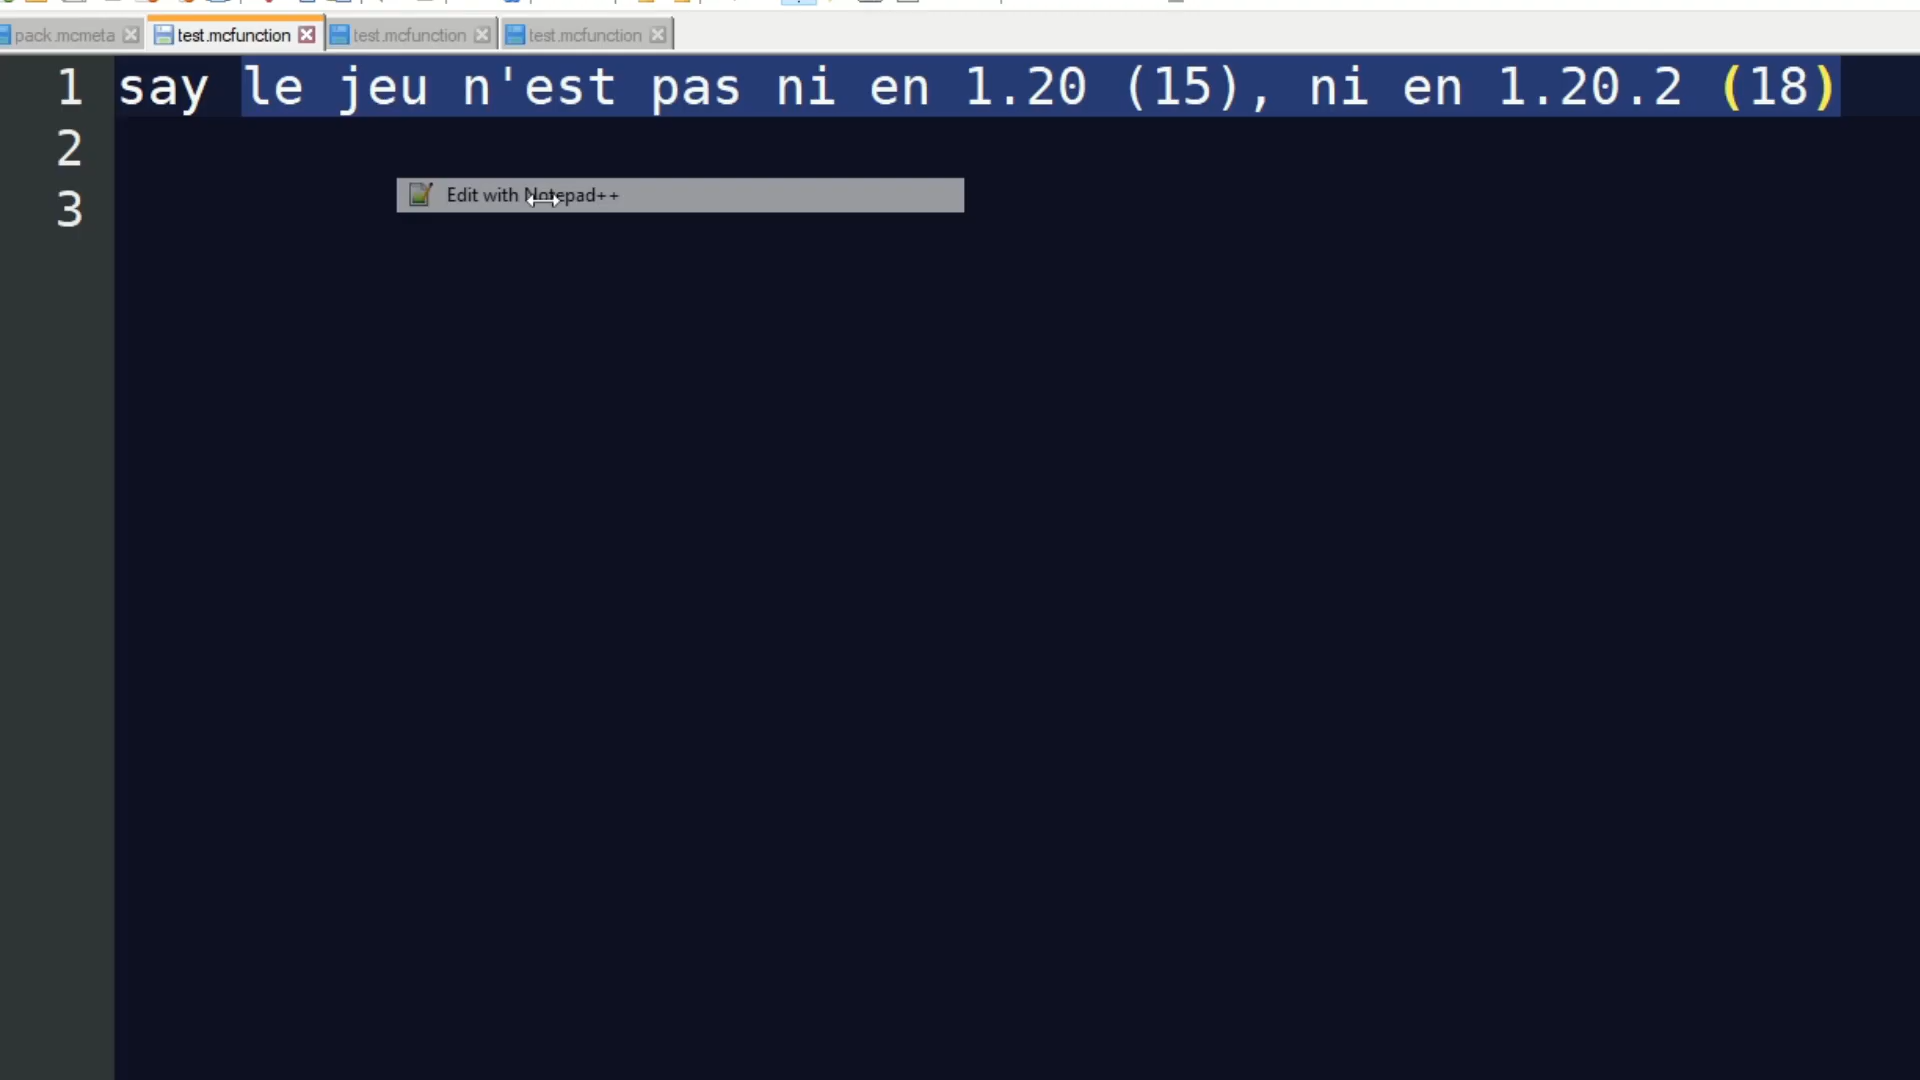 pack.mcmeta test.mcfunction test.mcfunction test.mcfunction
1 say le jeu n'est pas ni en 1.20 (15), ni en 1.20.2 (18)
2
Edit with Notepad++
3